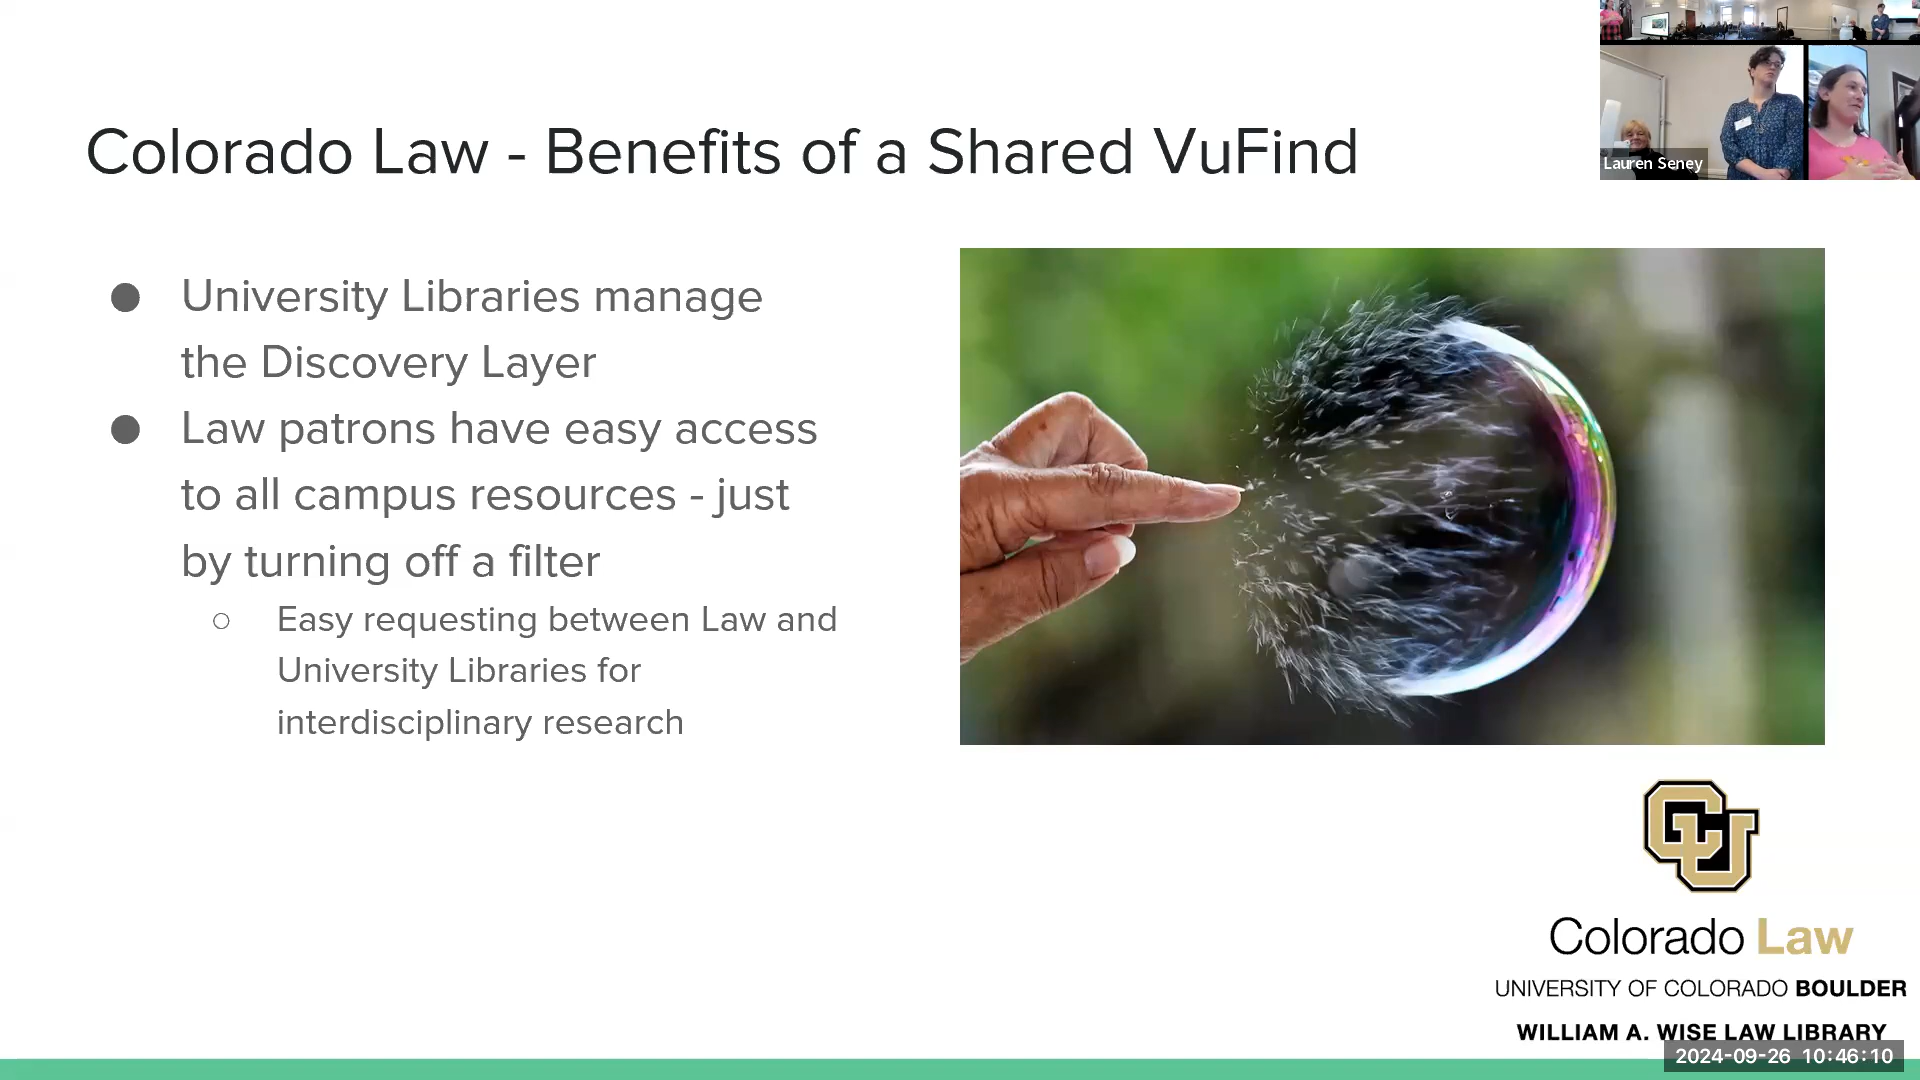 Colorado Law - Benefits of a Shared VuFind
Lauren Seney
● University Libraries manage
the Discovery Layer
● Law patrons have easy access
to all campus resources - just
by turning off a filter
○ Easy requesting between Law and
University Libraries for
interdisciplinary research
CU
Colorado Law
UNIVERSITY OF COLORADO BOULDER
WILLIAM A. WISE LAW LIBRARY
2024-09-26 10:46:10